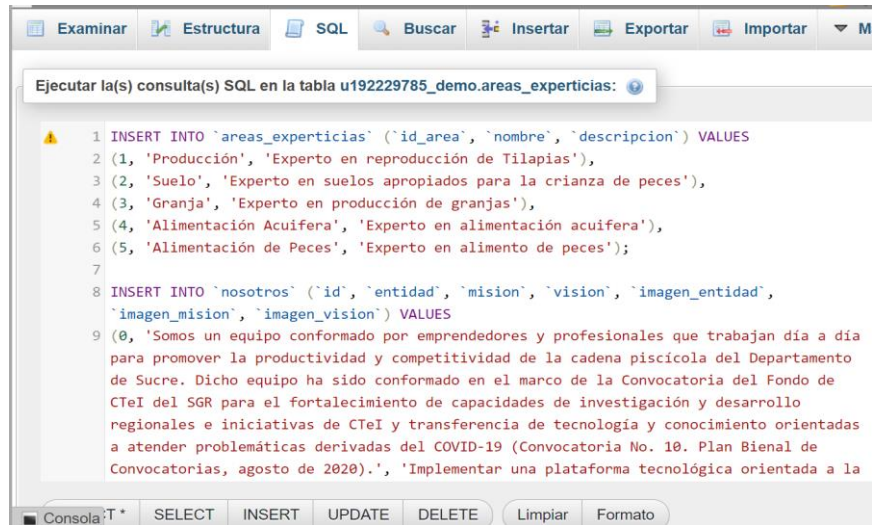 Examinar Estructura SQL Buscar Insertar Exportar Importar M
Ejecutar la(s) consulta(s) SQL en la tabla u192229785_demo.areas_experticias:
1 INSERT INTO `areas_experticias` (`id_area`, `nombre`, `descripcion`) VALUES
2 (1, 'Producción', 'Experto en reproducción de Tilapias'),
3 (2, 'Suelo', 'Experto en suelos apropiados para la crianza de peces'),
4 (3, 'Granja', 'Experto en producción de granjas'),
5 (4, 'Alimentación Acuifera', 'Experto en alimentación acuifera'),
6 (5, 'Alimentación de Peces', 'Experto en alimento de peces');
7
8 INSERT INTO `nosotros` (`id`, `entidad`, `mision`, `vision`, `imagen_entidad`,
`imagen_mision`, `imagen_vision`) VALUES
9 (0, 'Somos un equipo conformado por emprendedores y profesionales que trabajan día a día
para promover la productividad y competitividad de la cadena piscícola del Departamento
de Sucre. Dicho equipo ha sido conformado en el marco de la Convocatoria del Fondo de
CTeI del SGR para el fortalecimiento de capacidades de investigación y desarrollo
regionales e iniciativas de CTeI y transferencia de tecnología y conocimiento orientadas
a atender problemáticas derivadas del COVID-19 (Convocatoria No. 10. Plan Bienal de
Convocatorias, agosto de 2020).', 'Implementar una plataforma tecnológica orientada a la
Consola T * SELECT INSERT UPDATE DELETE Limpiar Formato